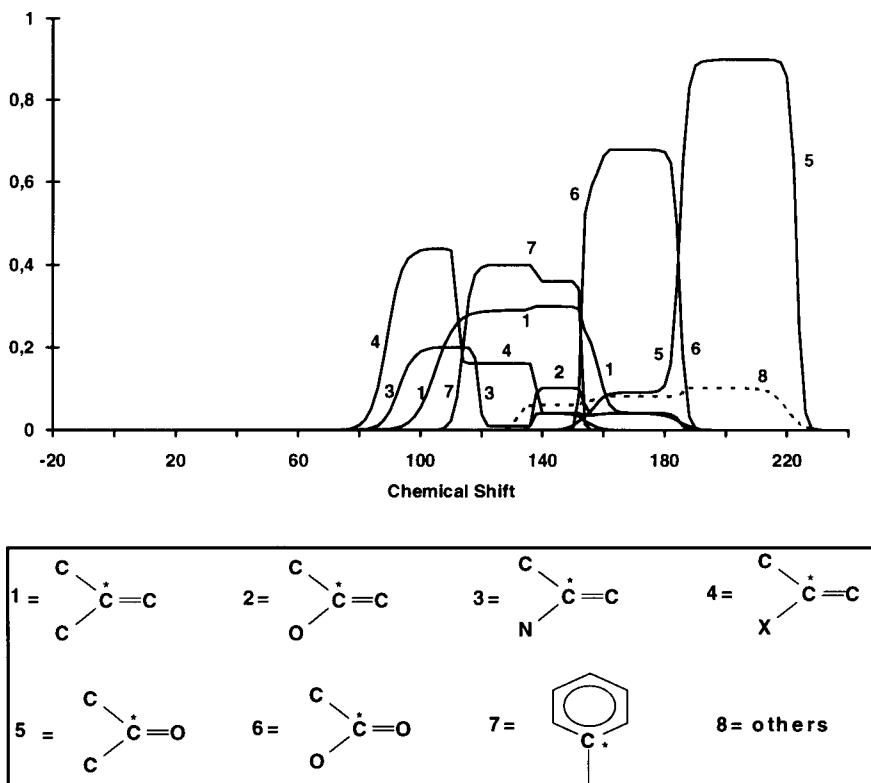 1
0,8
0,6
0,4
0,2
0
4
3
1
7
7
1
4
3
2
6
1
5
6
8
5
-20 20 60 100 140 180 220
Chemical Shift
1 = C C * = C C
2 = C C * = C O
3 = C C * = C N
4 = C C * = C X
5 = C C * = O C
6 = C C * = O O
7 = C *
8 = others